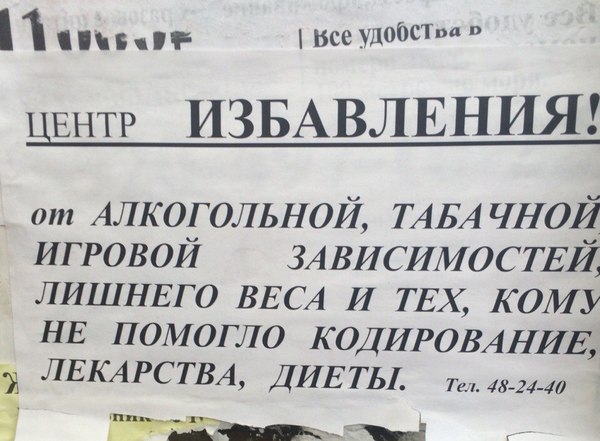 Все удобства в
ЦЕНТР ИЗБАВЛЕНИЯ!
от АЛКОГОЛЬНОЙ, ТАБАЧНОЙ
ИГРОВОЙ ЗАВИСИМОСТЕЙ,
ЛИШНЕГО ВЕСА И ТЕХ, КОМУ
НЕ ПОМОГЛО КОДИРОВАНИЕ,
ЛЕКАРСТВА, ДИЕТЫ. Тел. 48-24-40